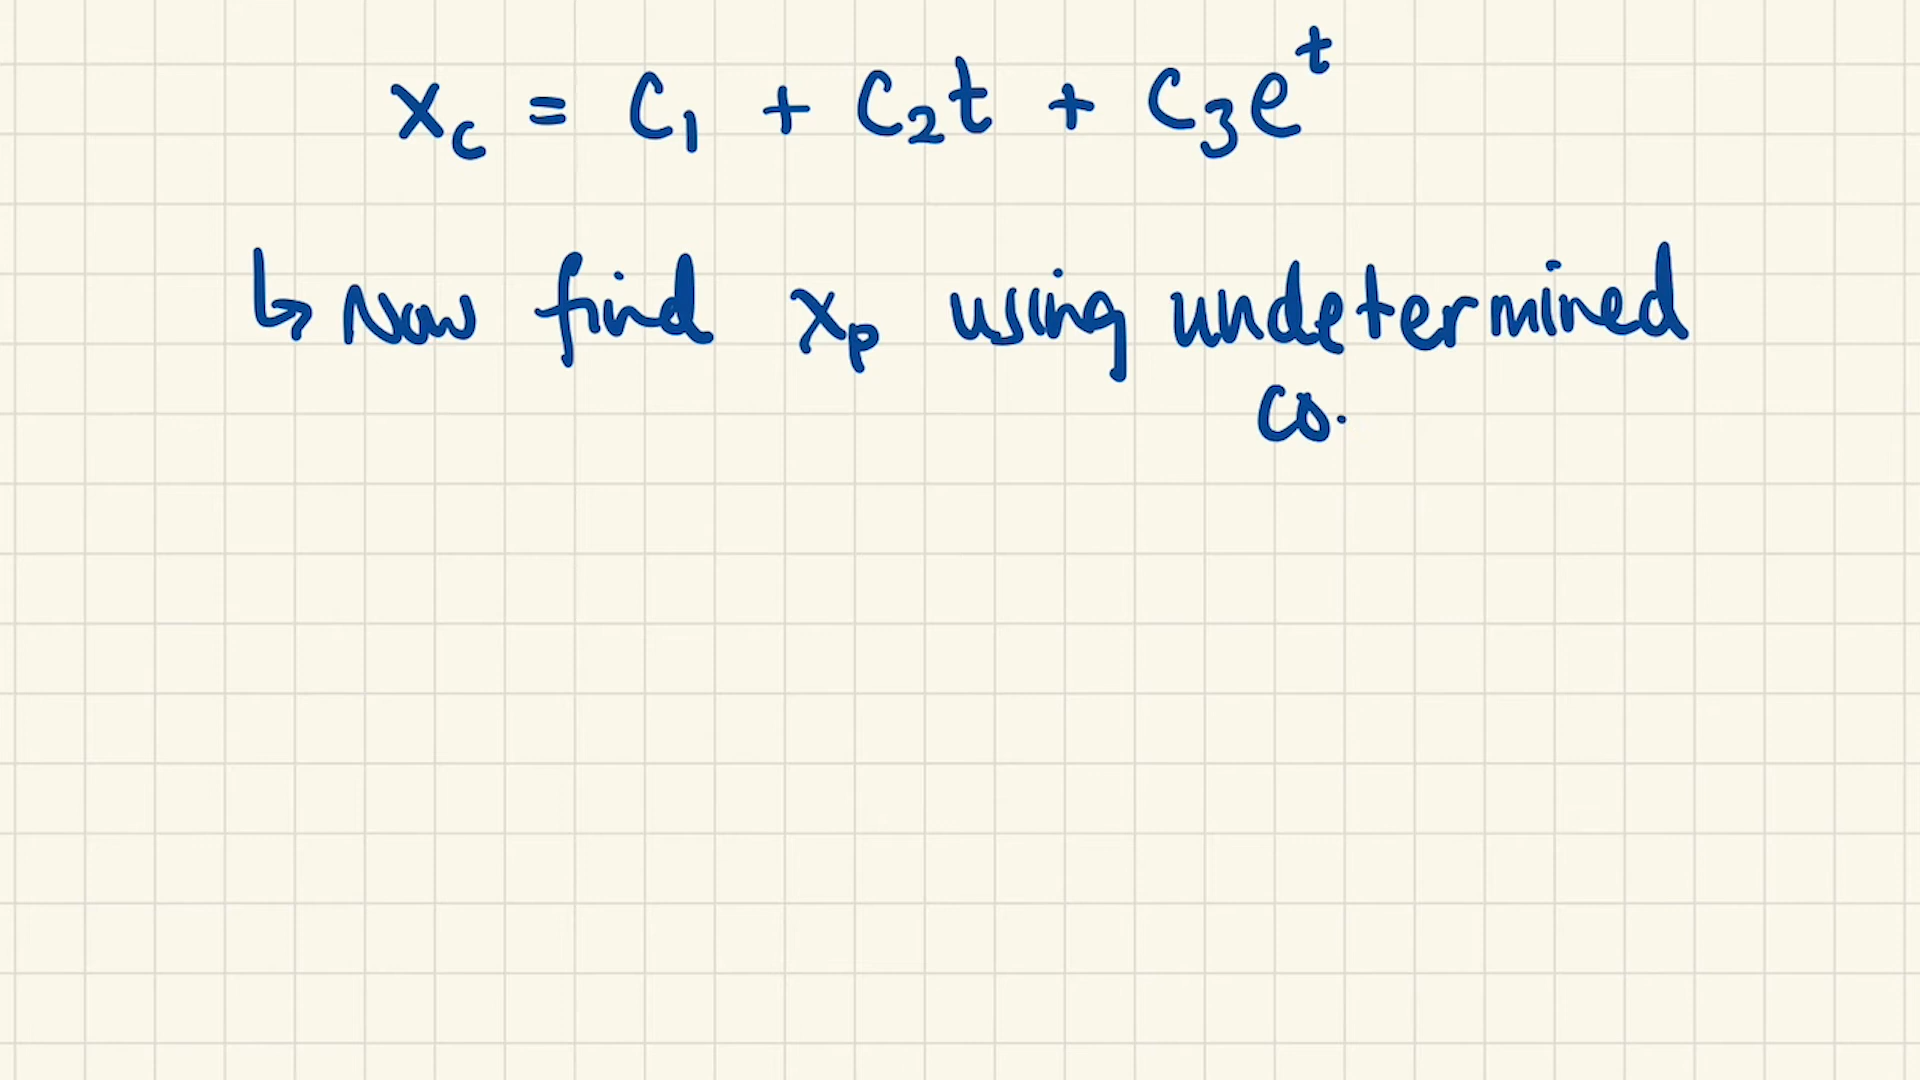 x_c = C_1 + C_2t + C_3e^t
↳ Now find x_p using undetermined
co.